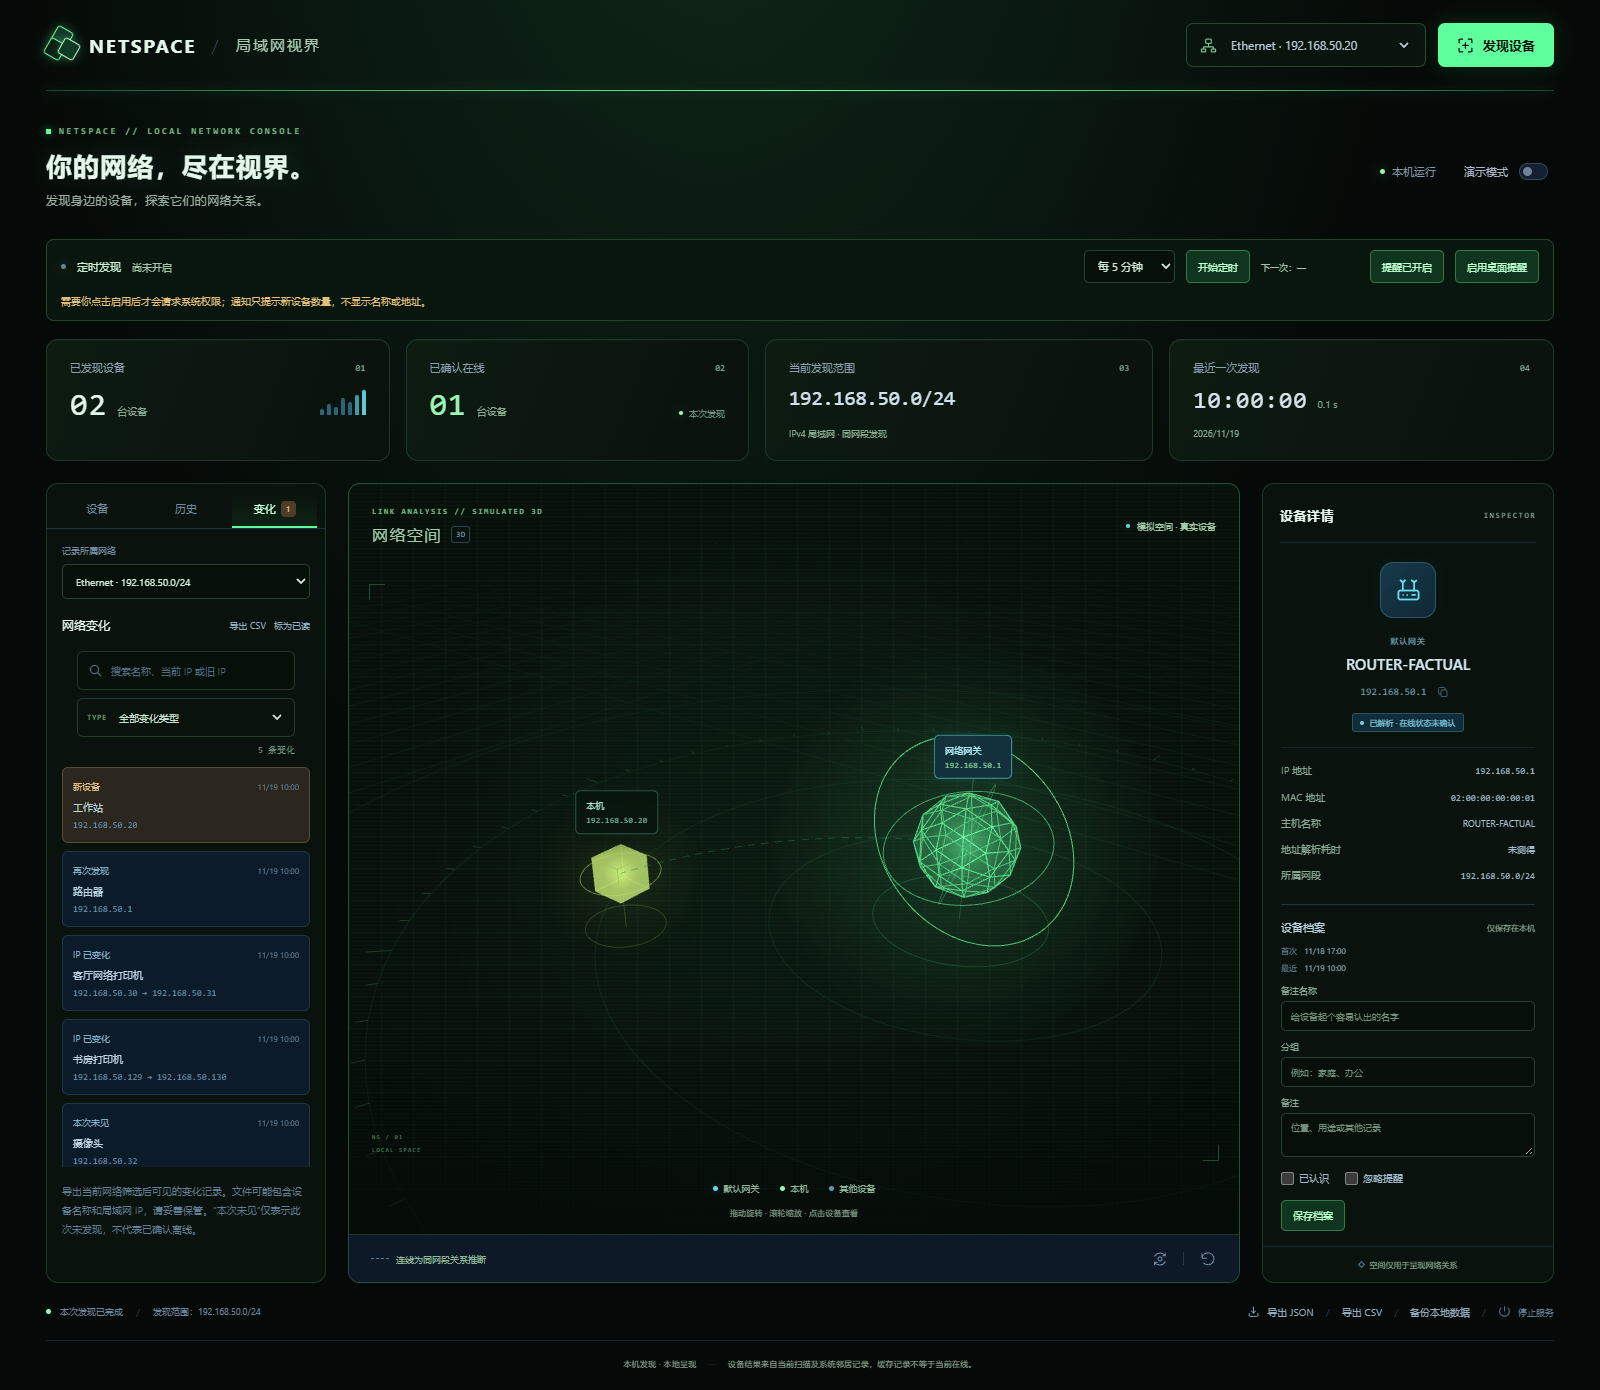 NETSPACE / 局域网视界
Ethernet · 192.168.50.20
发现设备
NETSPACE // LOCAL NETWORK CONSOLE
你的网络，尽在视界。
发现身边的设备，探索它们的网络关系。
本机运行
演示模式
定时发现 尚未开启
每 5 分钟
开始定时
下一次：—
提醒已开启
启用桌面提醒
需要你点击启用后才会请求系统权限；通知只提示新设备数量，不显示名称或地址。
已发现设备 01
02 台设备
已确认在线 02
01 台设备
本次发现
当前发现范围 03
192.168.50.0/24
IPv4 局域网 · 同网段发现
最近一次发现 04
10:00:00 0.1 s
2026/11/19
设备
历史
变化 1
记录所属网络
Ethernet · 192.168.50.0/24
网络变化
导出 CSV 标为已读
搜索名称、当前 IP 或旧 IP
TYPE 全部变化类型
5 条变化
新设备 11/19 10:00
工作站
192.168.50.20
再次发现 11/19 10:00
路由器
192.168.50.1
IP 已变化 11/19 10:00
客厅网络打印机
192.168.50.30 → 192.168.50.31
IP 已变化 11/19 10:00
书房打印机
192.168.50.129 → 192.168.50.130
本次未见 11/19 10:00
摄像头
192.168.50.32
导出当前网络筛选后可见的变化记录。文件可能包含设
备名称和局域网 IP，请妥善保管。“本次未见”仅表示此
次未发现，不代表已确认离线。
LINK ANALYSIS // SIMULATED 3D
网络空间 3D
模拟空间 · 真实设备
网络网关
192.168.50.1
本机
192.168.50.20
NS / 01
LOCAL SPACE
默认网关 本机 其他设备
拖动旋转 · 滚轮缩放 · 点击设备查看
连线为同网段关系推断
设备详情 INSPECTOR
默认网关
ROUTER-FACTUAL
192.168.50.1
已解析 · 在线状态未确认
IP 地址 192.168.50.1
MAC 地址 02:00:00:00:00:01
主机名称 ROUTER-FACTUAL
地址解析耗时 未测得
所属网段 192.168.50.0/24
设备档案 仅保存在本机
首次 11/18 17:00
最近 11/19 10:00
备注名称
给设备起个容易认出的名字
分组
例如：家庭、办公
备注
位置、用途或其他记录
已认识 忽略提醒
保存档案
空间仅用于呈现网络关系
本次发现已完成 / 发现范围：192.168.50.0/24
导出 JSON / 导出 CSV / 备份本地数据 / 停止服务
本机发现 · 本地呈现 — 设备结果来自当前扫描及系统邻居记录，缓存记录不等于当前在线。